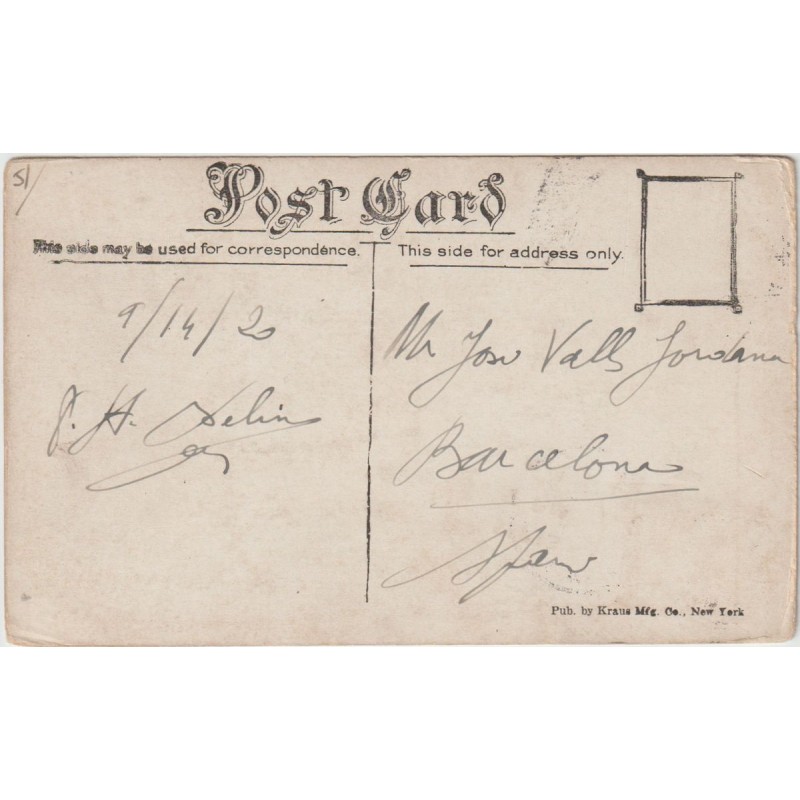 51/
Post Card
This side may be used for correspondence.
This side for address only.
9/14/20
P. H.
Mr Jose Valls Jordana
Barcelona
Spain
Pub. by Kraus Mfg. Co., New York